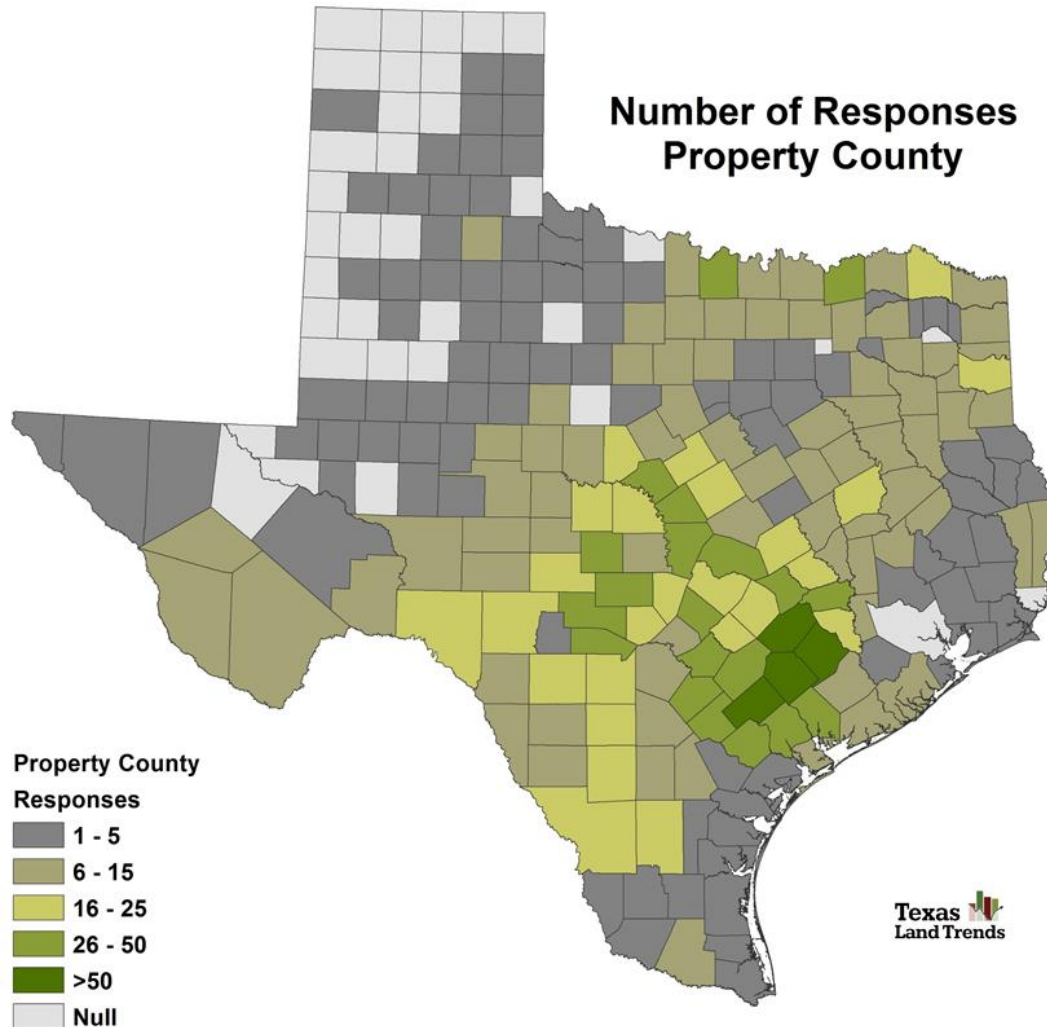 Number of Responses
Property County
Property County
Responses
1 - 5
6 - 15
16 - 25
26 - 50
>50
Null
Texas
Land Trends